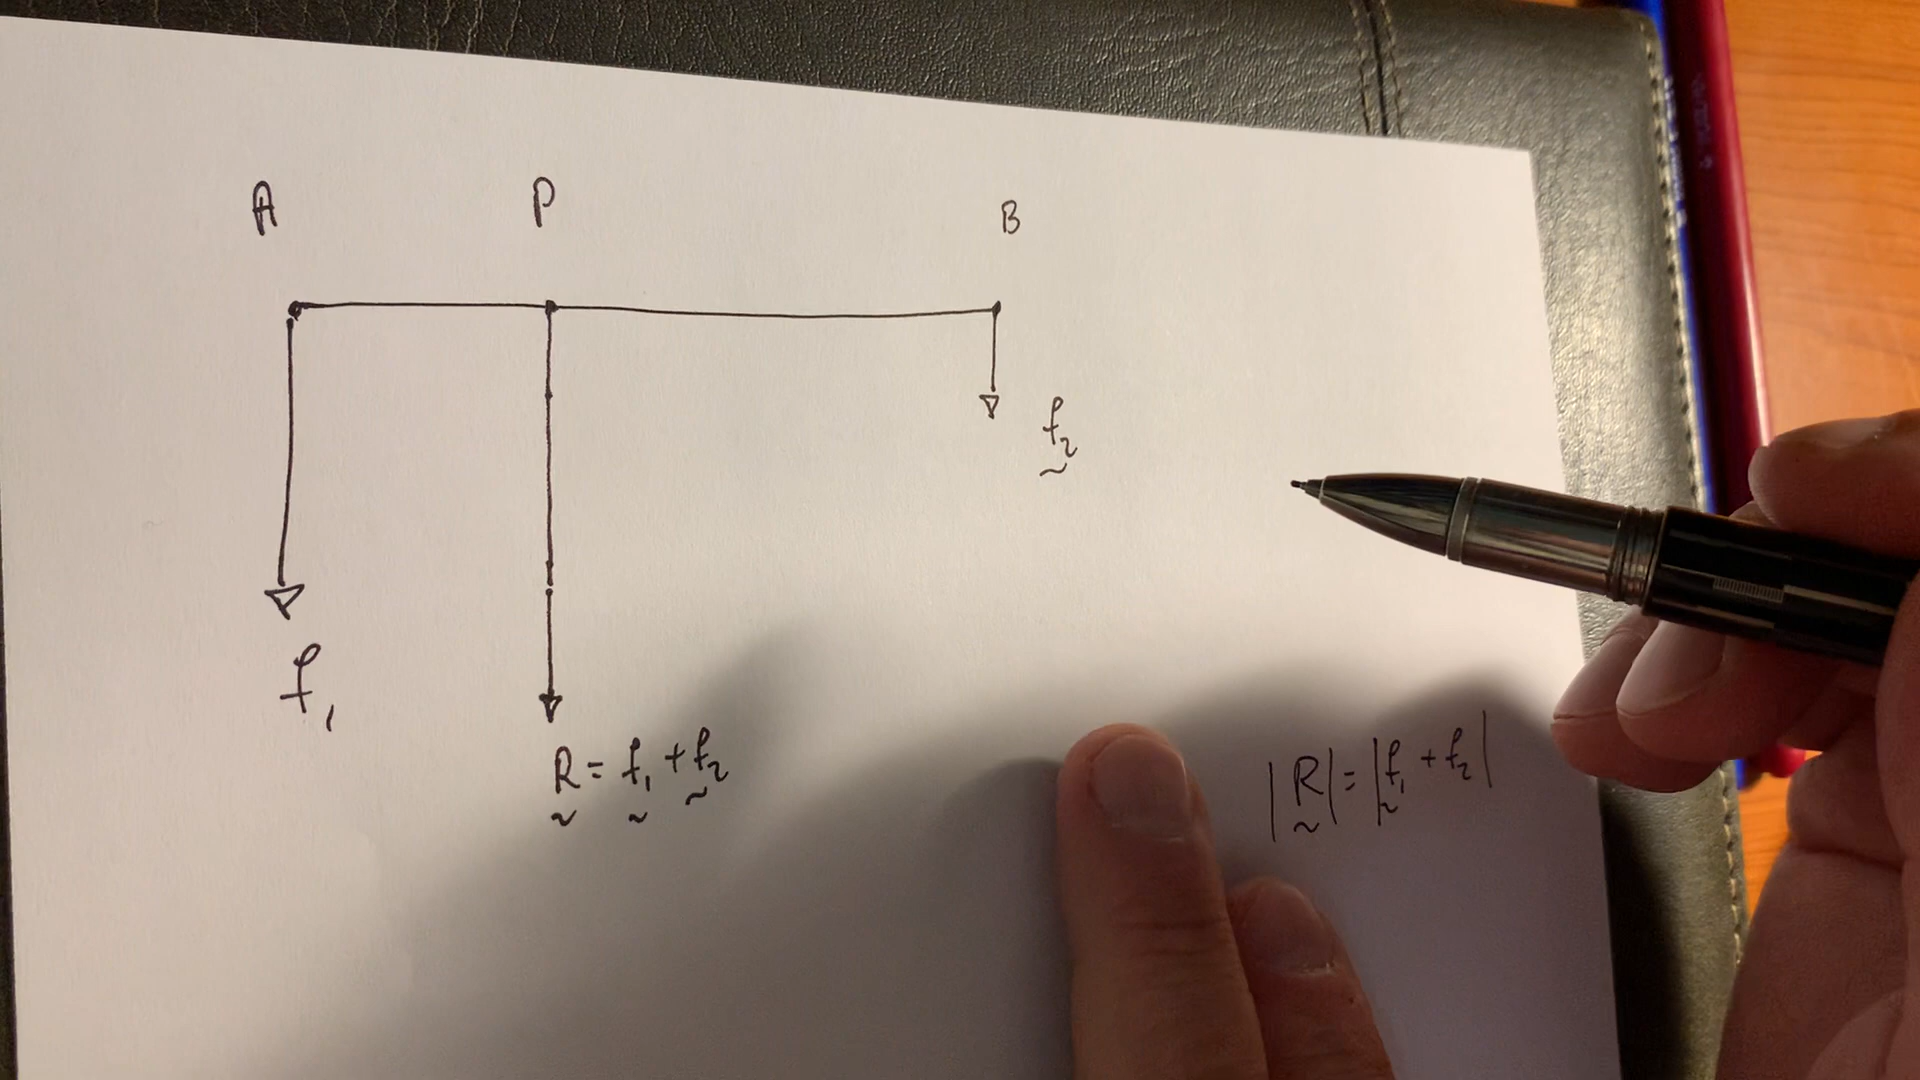 A P B
f₂
f₁
R = f₁ + f₂
|R| = |f₁ + f₂|